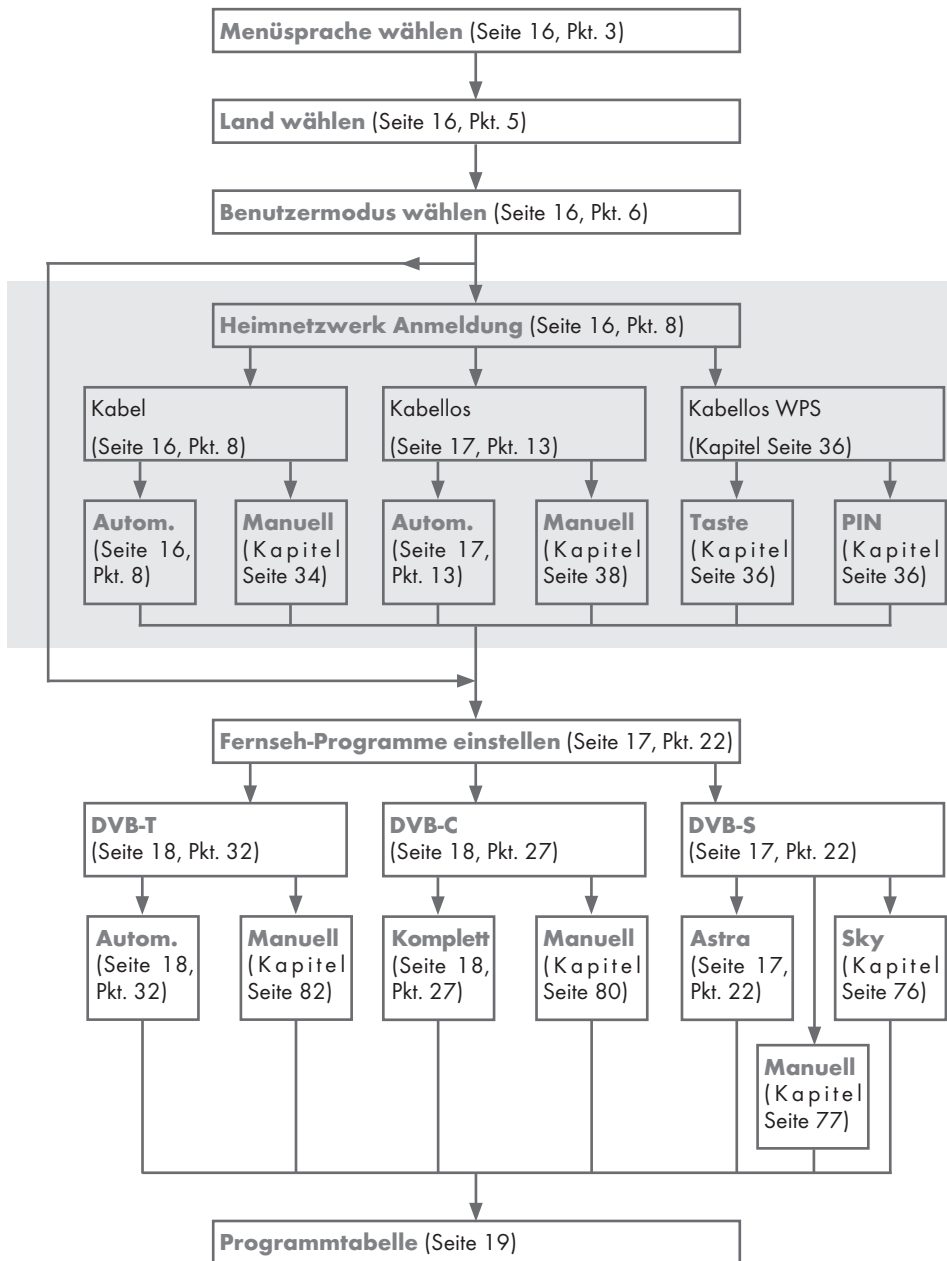 Menüsprache wählen (Seite 16, Pkt. 3)
Land wählen (Seite 16, Pkt. 5)
Benutzermodus wählen (Seite 16, Pkt. 6)
Heimnetzwerk Anmeldung (Seite 16, Pkt. 8)
Kabel
(Seite 16, Pkt. 8)
Kabellos
(Seite 17, Pkt. 13)
Kabellos WPS
(Kapitel Seite 36)
Autom.
(Seite 16,
Pkt. 8)
Manuell
(Kapitel
Seite 34)
Autom.
(Seite 17,
Pkt. 13)
Manuell
(Kapitel
Seite 38)
Taste
(Kapitel
Seite 36)
PIN
(Kapitel
Seite 36)
Fernseh-Programme einstellen (Seite 17, Pkt. 22)
DVB-T
(Seite 18, Pkt. 32)
DVB-C
(Seite 18, Pkt. 27)
DVB-S
(Seite 17, Pkt. 22)
Autom.
(Seite 18,
Pkt. 32)
Manuell
(Kapitel
Seite 82)
Komplett
(Seite 18,
Pkt. 27)
Manuell
(Kapitel
Seite 80)
Astra
(Seite 17,
Pkt. 22)
Sky
(Kapitel
Seite 76)
Manuell
(Kapitel
Seite 77)
Programmtabelle (Seite 19)